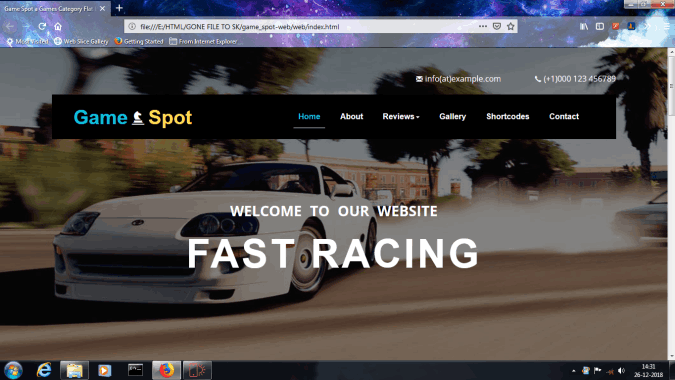 Game Spot a Games Category Flat
file:///E:/HTML/GONE FILE TO SK/game_spot-web/web/index.html
Most Visited Web Slice Gallery Getting Started From Internet Explorer
info(at)example.com (+1)000 123 456789
Game Spot Home About Reviews Gallery Shortcodes Contact
WELCOME TO OUR WEBSITE
FAST RACING
14:31
26-12-2018